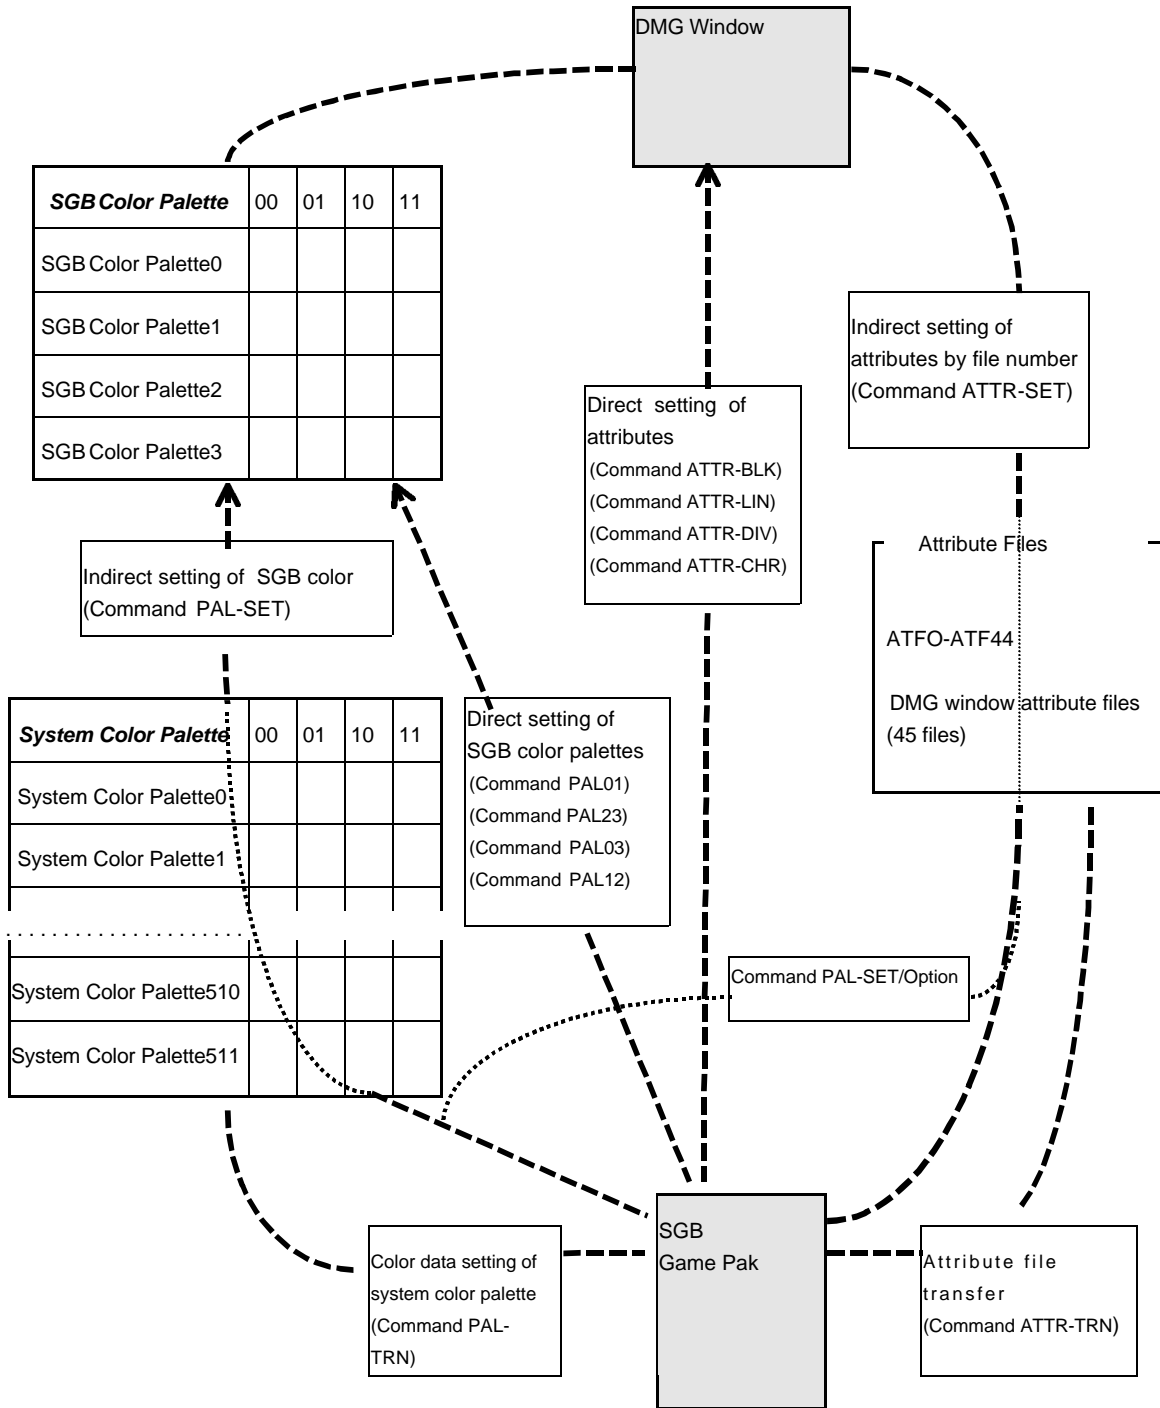 DMG Window
SGB Color Palette 00 01 10 11
SGB Color Palette0
SGB Color Palette1
SGB Color Palette2
SGB Color Palette3
Indirect setting of
attributes by file number
(Command ATTR-SET)
Direct setting of
attributes
(Command ATTR-BLK)
(Command ATTR-LIN)
(Command ATTR-DIV)
(Command ATTR-CHR)
Indirect setting of SGB color
(Command PAL-SET)
Attribute Files
ATFO-ATF44
DMG window attribute files
(45 files)
System Color Palette 00 01 10 11
System Color Palette0
System Color Palette1
. . . . . . . . . . . . . . . . . . . .
System Color Palette510
System Color Palette511
Direct setting of
SGB color palettes
(Command PAL01)
(Command PAL23)
(Command PAL03)
(Command PAL12)
Command PAL-SET/Option
Color data setting of
system color palette
(Command PAL-
TRN)
SGB
Game Pak
Attribute file
transfer
(Command ATTR-TRN)